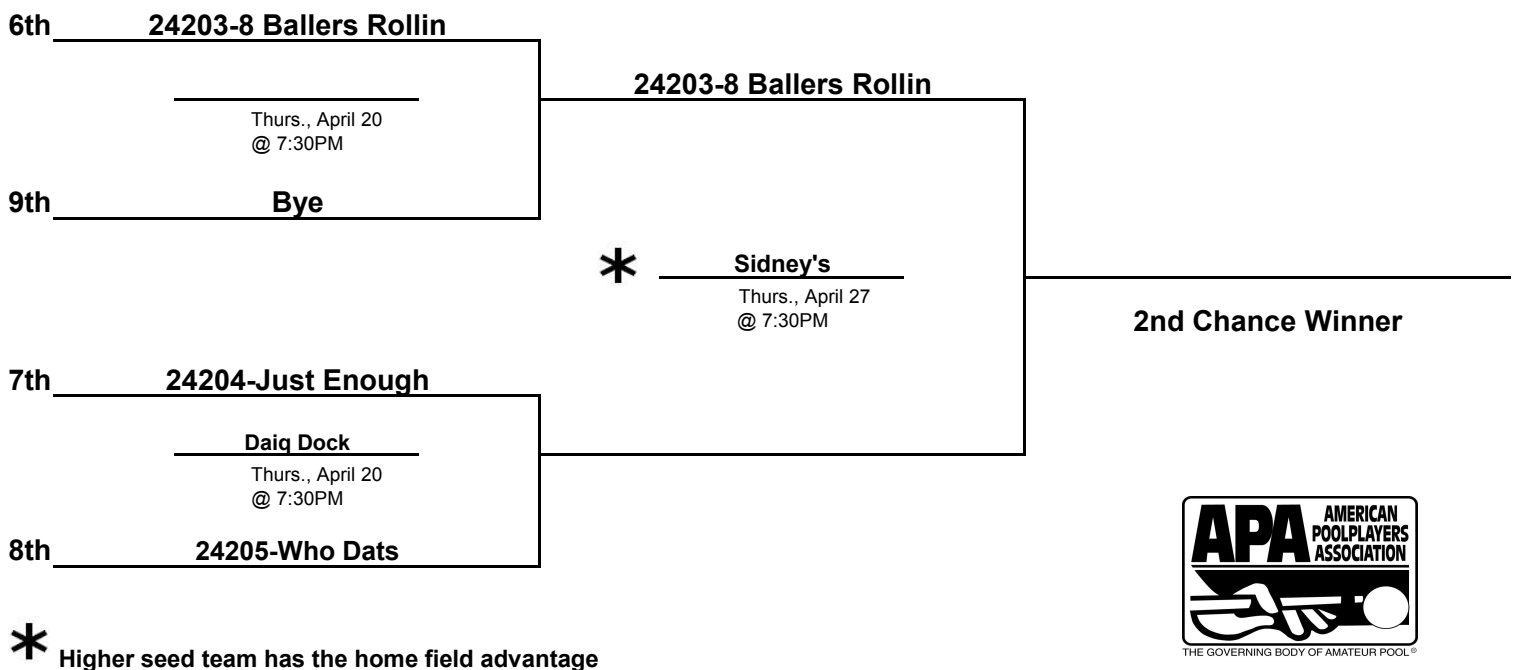 6th 24203-8 Ballers Rollin
24203-8 Ballers Rollin
Thurs., April 20
@ 7:30PM
9th Bye
* Sidney's
Thurs., April 27
@ 7:30PM
2nd Chance Winner
7th 24204-Just Enough
Daiq Dock
Thurs., April 20
@ 7:30PM
8th 24205-Who Dats
APA AMERICAN
POOLPLAYERS
ASSOCIATION
THE GOVERNING BODY OF AMATEUR POOL®
* Higher seed team has the home field advantage